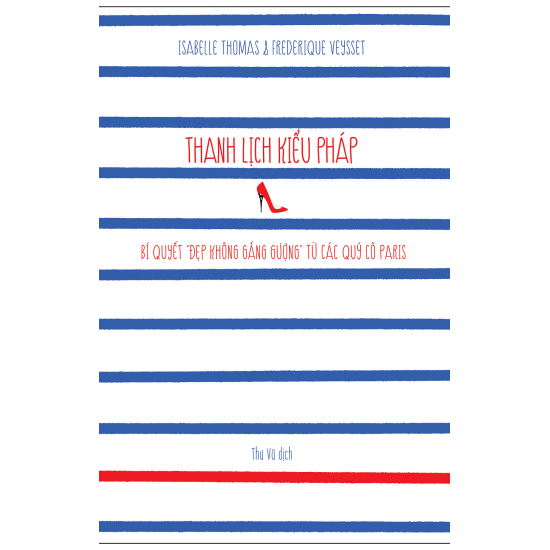 ISABELLE THOMAS & FREDERIQUE VEYSSET
THANH LỊCH KIỂU PHÁP
BÍ QUYẾT "ĐẸP KHÔNG GẮNG GƯỢNG" TỪ CÁC QUÝ CÔ PARIS
Thu Vũ dịch